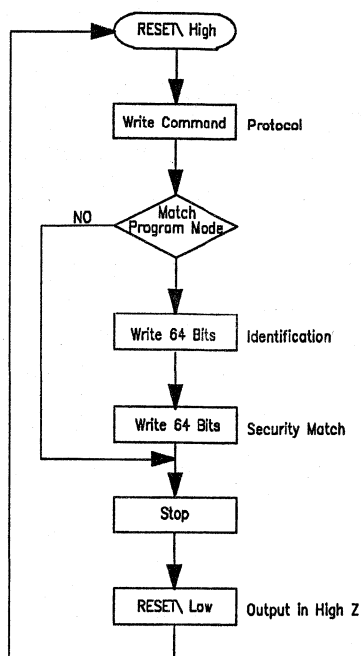 RESET\ High
Write Command
Protocol
Match
Program Mode
NO
Write 64 Bits
Identification
Write 64 Bits
Security Match
Stop
RESET\ Low
Output in High Z